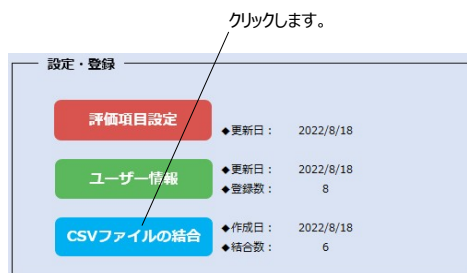 クリックします。
設定・登録
評価項目設定
◆更新日： 2022/8/18
ユーザー情報
◆更新日： 2022/8/18
◆登録数： 8
CSVファイルの結合
◆作成日： 2022/8/18
◆結合数： 6